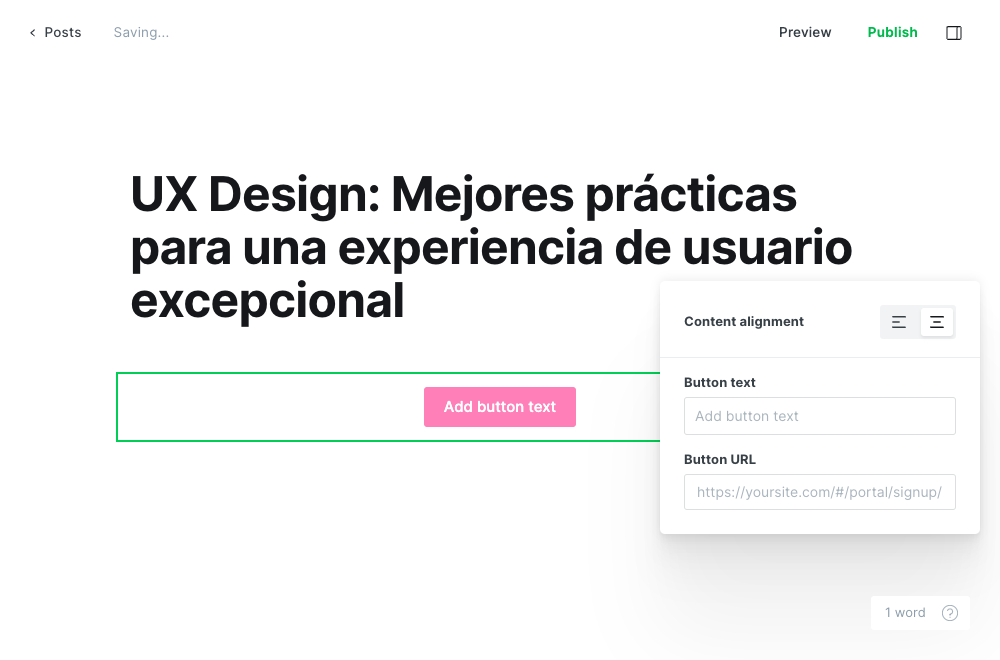 Posts
Saving...
Preview
Publish
UX Design: Mejores prácticas
para una experiencia de usuario
excepcional
Content alignment
Add button text
Button text
Add button text
Button URL
https://yoursite.com/#/portal/signup/
1 word
?